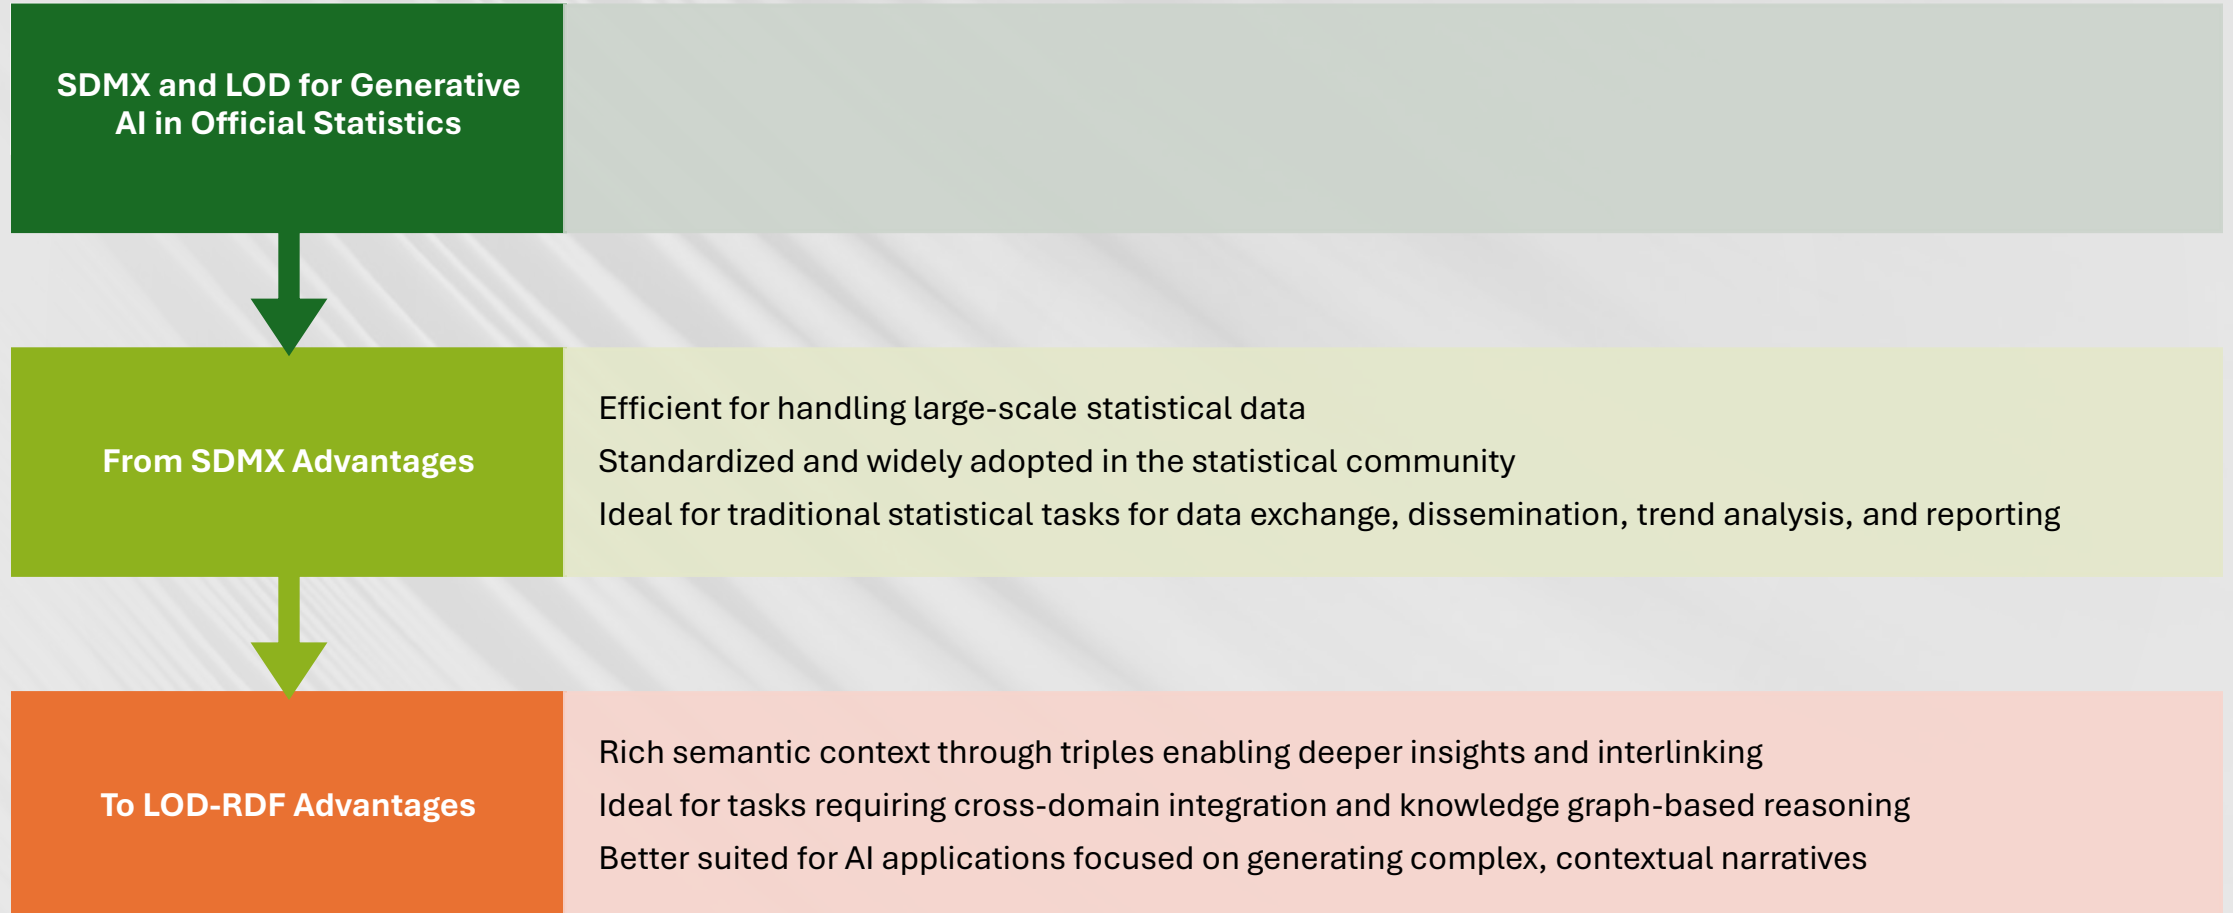 SDMX and LOD for Generative
AI in Official Statistics
From SDMX Advantages
Efficient for handling large-scale statistical data
Standardized and widely adopted in the statistical community
Ideal for traditional statistical tasks for data exchange, dissemination, trend analysis, and reporting
To LOD-RDF Advantages
Rich semantic context through triples enabling deeper insights and interlinking
Ideal for tasks requiring cross-domain integration and knowledge graph-based reasoning
Better suited for AI applications focused on generating complex, contextual narratives